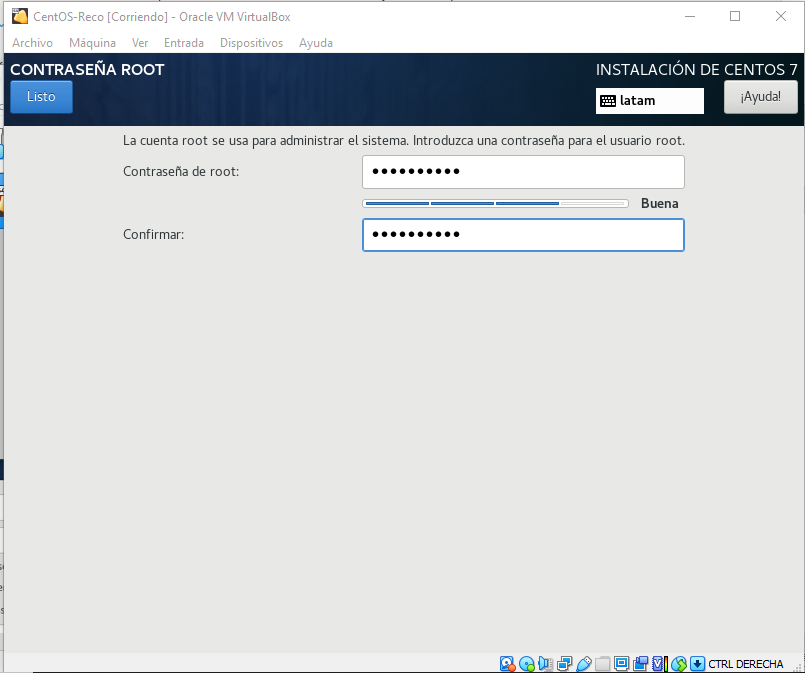 CentOS-Reco [Corriendo] - Oracle VM VirtualBox
Archivo Máquina Ver Entrada Dispositivos Ayuda
CONTRASEÑA ROOT
INSTALACIÓN DE CENTOS 7
Listo
latam
¡Ayuda!
La cuenta root se usa para administrar el sistema. Introduzca una contraseña para el usuario root.
Contraseña de root:
●●●●●●●●●●
Buena
Confirmar:
●●●●●●●●●●
CTRL DERECHA